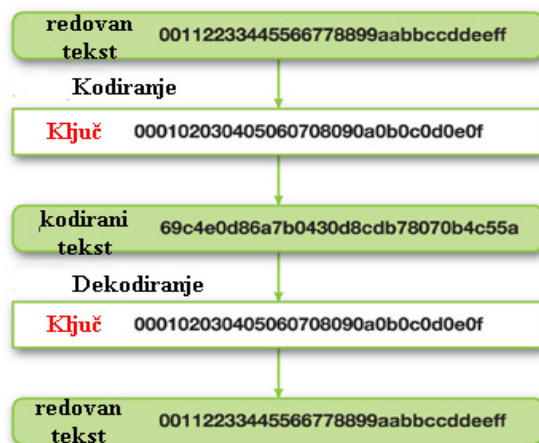 redovan tekst 00112233445566778899aabbccddeeff
Kodiranje
Ključ 000102030405060708090a0b0c0d0e0f
kodirani tekst 69c4e0d86a7b0430d8cdb78070b4c55a
Dekodiranje
Ključ 000102030405060708090a0b0c0d0e0f
redovan tekst 00112233445566778899aabbccddeeff